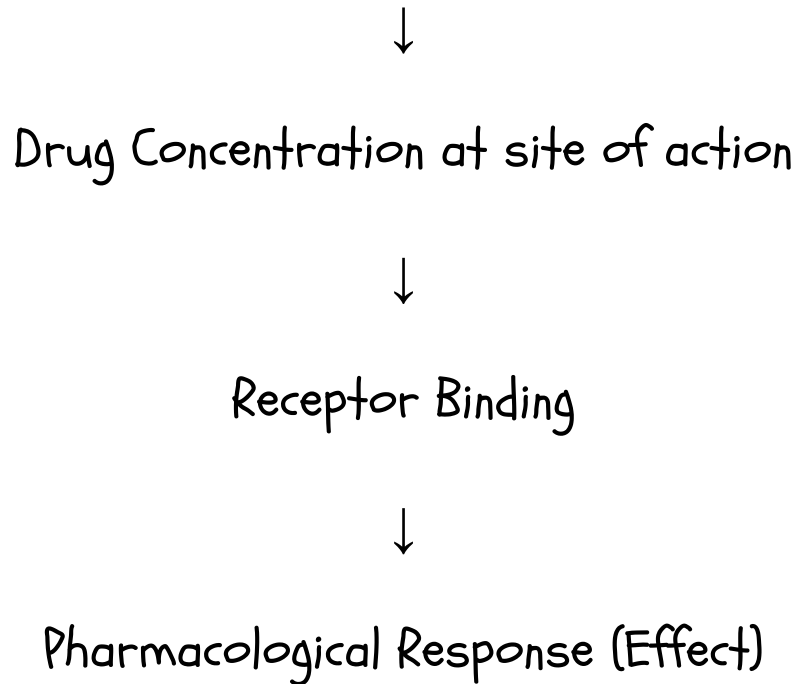 ↓
Drug Concentration at site of action
↓
Receptor Binding
↓
Pharmacological Response (Effect)